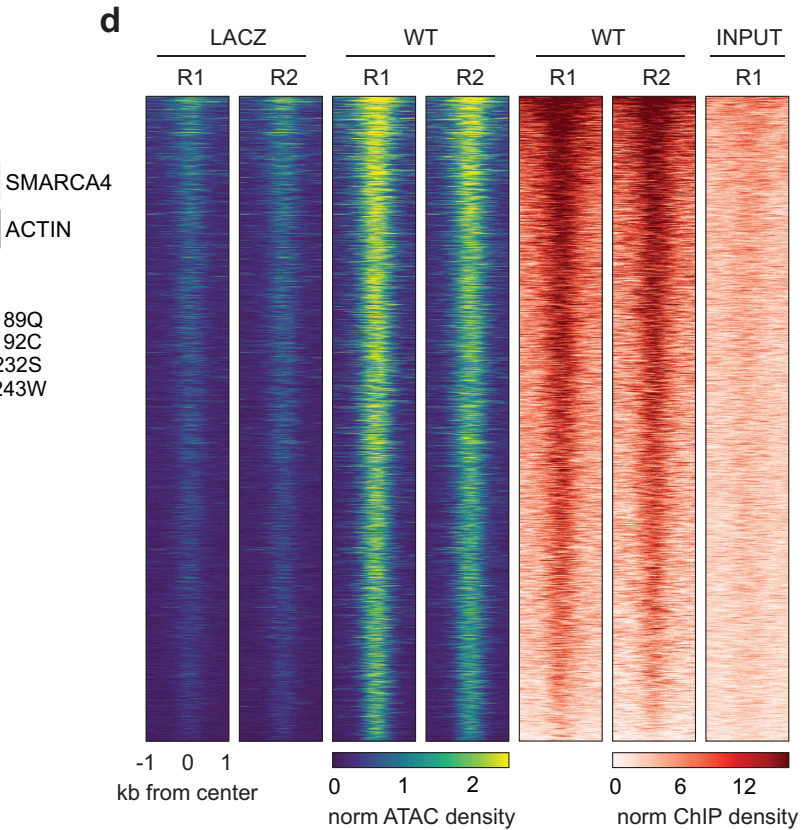 d
LACZ WT WT INPUT
R1 R2 R1 R2 R1 R2 R1
SMARCA4
ACTIN
89Q
92C
232S
243W
-1 0 1
kb from center
0 1 2
norm ATAC density
0 6 12
norm ChIP density